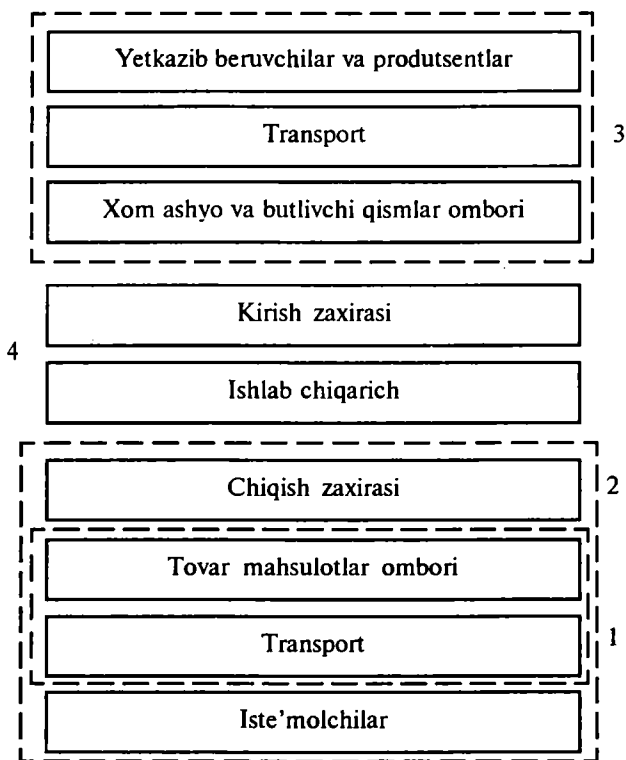 Yetkazib beruvchilar va produtsentlar
Transport
3
Xom ashyo va butlivchi qismlar ombori
Kirish zaxirasi
4
Ishlab chiqarich
Chiqish zaxirasi
2
Tovar mahsulotlar ombori
Transport
1
Iste’molchilar